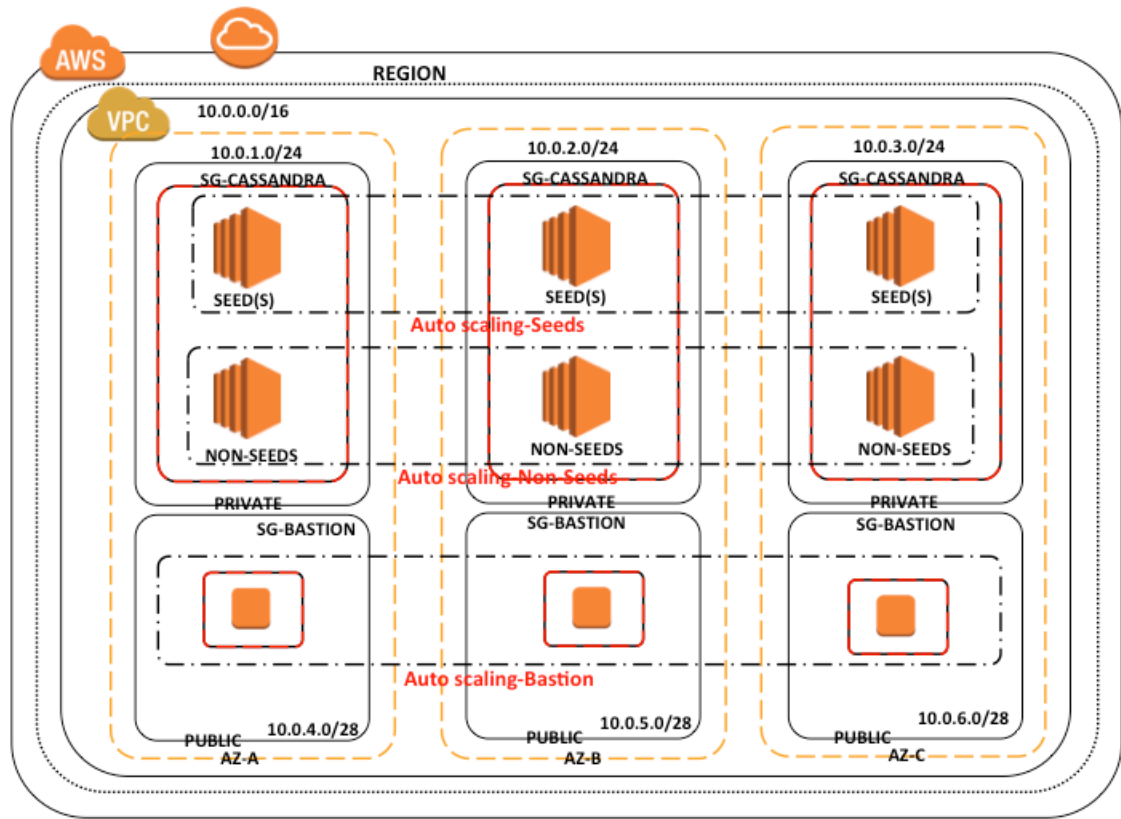 AWS
REGION
VPC
10.0.0.0/16
10.0.1.0/24
10.0.2.0/24
10.0.3.0/24
SG-CASSANDRA
SG-CASSANDRA
SG-CASSANDRA
SEED(S)
SEED(S)
SEED(S)
Auto scaling-Seeds
NON-SEEDS
NON-SEEDS
NON-SEEDS
Auto scaling-Non Seeds
PRIVATE
PRIVATE
PRIVATE
SG-BASTION
SG-BASTION
SG-BASTION
Auto scaling-Bastion
10.0.4.0/28
10.0.5.0/28
10.0.6.0/28
PUBLIC
PUBLIC
PUBLIC
AZ-A
AZ-B
AZ-C